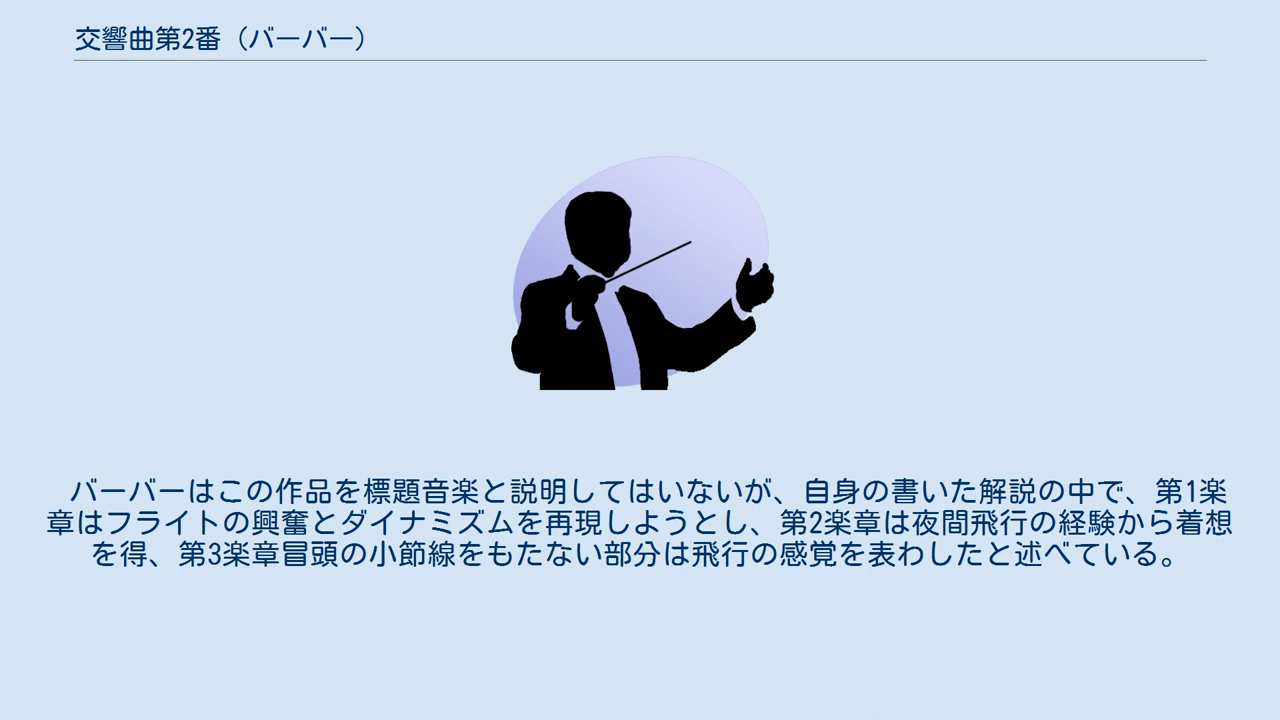 交響曲第2番（バーバー）
バーバーはこの作品を標題音楽と説明してはいないが、自身の書いた解説の中で、第1楽
章はフライトの興奮とダイナミズムを再現しようとし、第2楽章は夜間飛行の経験から着想
を得、第3楽章冒頭の小節線をもたない部分は飛行の感覚を表わしたと述べている。